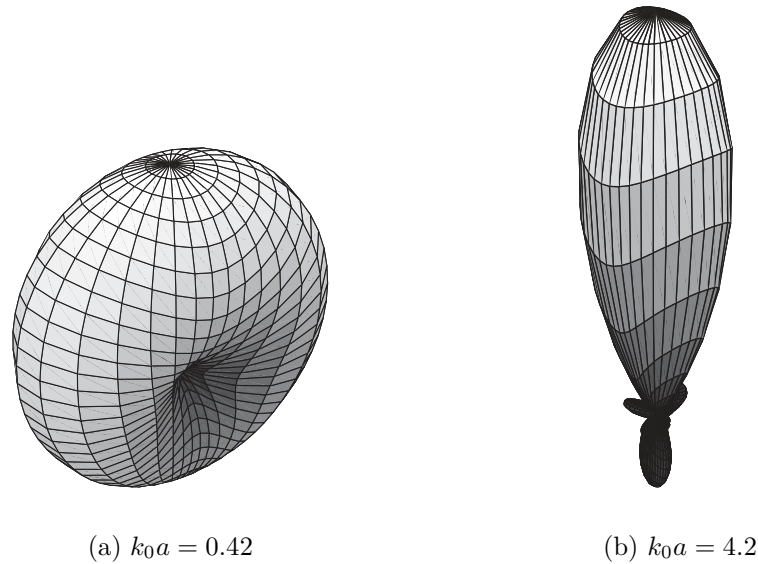 (a) k₀a = 0.42
(b) k₀a = 4.2